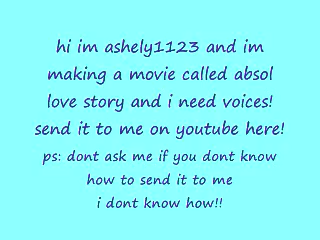 hi im ashely1123 and im
making a movie called absol
love story and i need voices!
send it to me on youtube here!
ps: dont ask me if you dont know
how to send it to me
i dont know how!!